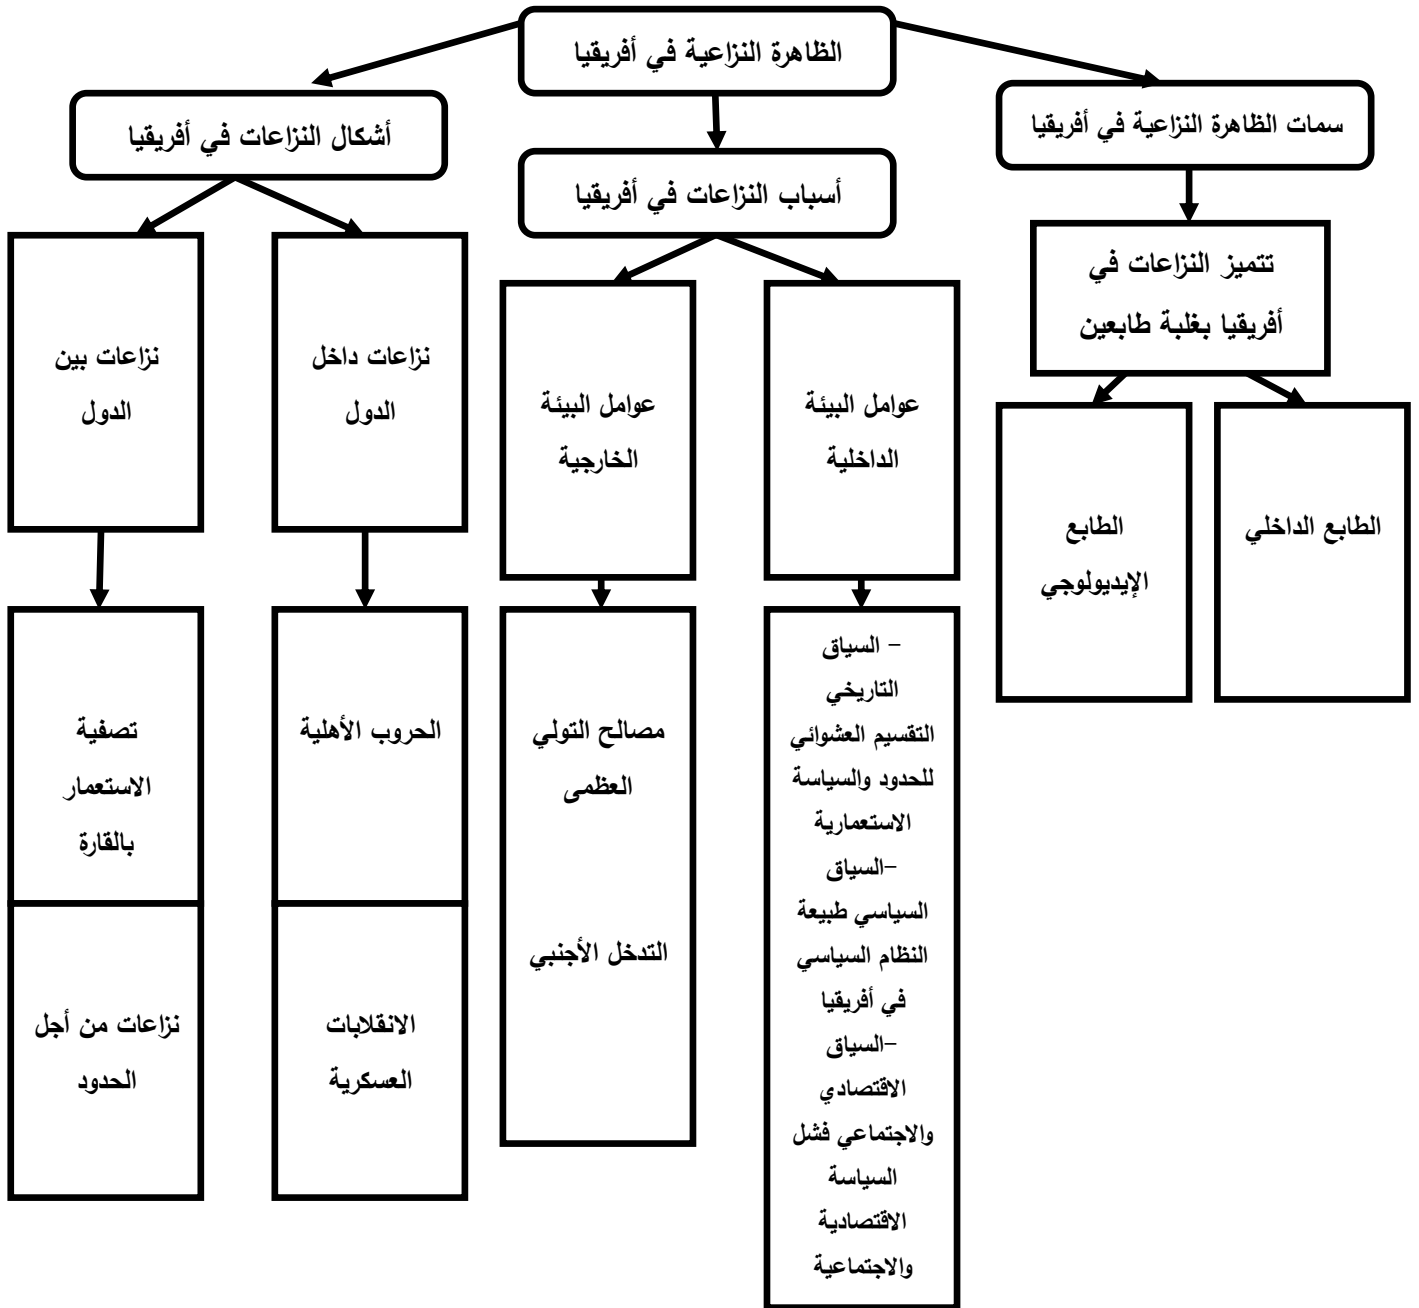 الظاهرة النزاعية في أفريقيا
سمات الظاهرة النزاعية في أفريقيا
أسباب النزاعات في أفريقيا
أشكال النزاعات في أفريقيا
تتميز النزاعات في
أفريقيا بغلبة طابعين
الطابع الداخلي
الطابع
الإيديولوجي
عوامل البيئة
الداخلية
عوامل البيئة
الخارجية
نزاعات داخل
الدول
نزاعات بين
الدول
- السياق
التاريخي
التقسيم العشوائي
للحدود والسياسة
الاستعمارية
-السياق
السياسي طبيعة
النظام السياسي
في أفريقيا
-السياق
الاقتصادي
والاجتماعي فشل
السياسة
الاقتصادية
والاجتماعية
مصالح التولي
العظمى
التدخل الأجنبي
الحروب الأهلية
الانقلابات
العسكرية
تصفية
الاستعمار
بالقارة
نزاعات من أجل
الحدود